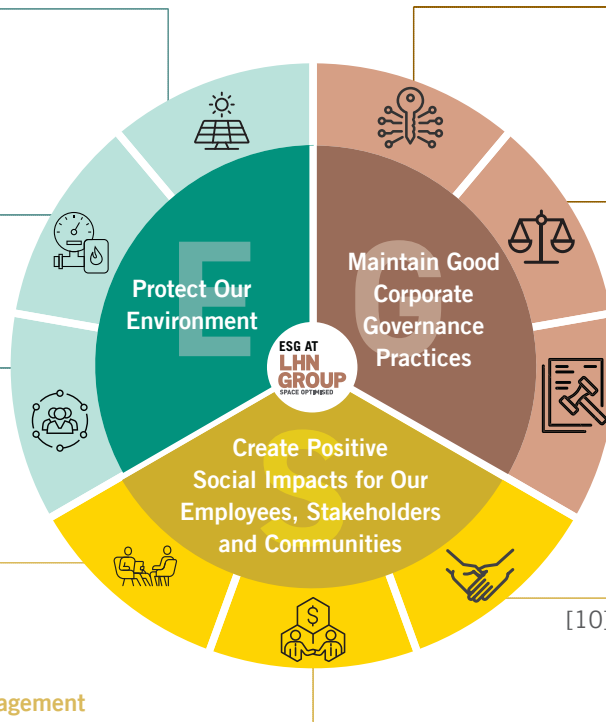 E
Protect Our
Environment
G
Maintain Good
Corporate
Governance
Practices
ESG AT
LHN
GROUP
SPACE OPTIMISED
S
Create Positive
Social Impacts for Our
Employees, Stakeholders
and Communities
$
[10]
agement